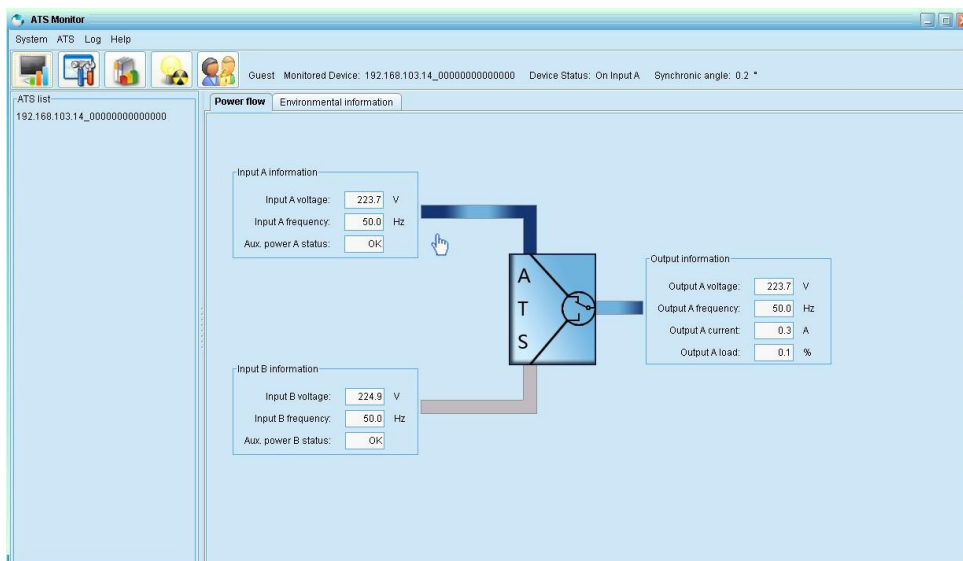 ATS Monitor
System ATS Log Help
Guest Monitored Device: 192.168.103.14_00000000000000 Device Status: On Input A Synchronic angle: 0.2 °
ATS list
192.168.103.14_00000000000000
Power flow Environmental information
Input A information
Input A voltage: 223.7 V
Input A frequency: 50.0 Hz
Aux. power A status: OK
A
T
S
Output information
Output A voltage: 223.7 V
Output A frequency: 50.0 Hz
Output A current: 0.3 A
Output A load: 0.1 %
Input B information
Input B voltage: 224.9 V
Input B frequency: 50.0 Hz
Aux. power B status: OK